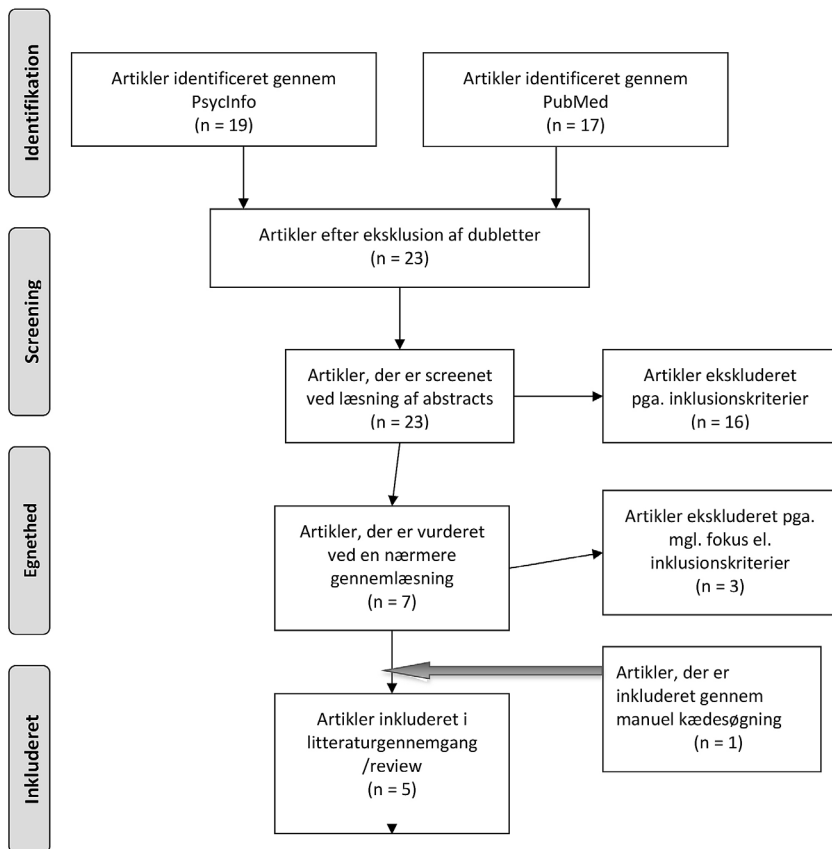 Identifikation
Artikler identificeret gennem
PsycInfo
(n = 19)
Artikler identificeret gennem
PubMed
(n = 17)
Screening
Artikler efter eksklusion af dubletter
(n = 23)
Artikler, der er screenet
ved læsning af abstracts
(n = 23)
Artikler ekskluderet
pga. inklusionskriterier
(n = 16)
Egnethed
Artikler, der er vurderet
ved en nærmere
gennemlæsning
(n = 7)
Artikler ekskluderet pga.
mgl. fokus el.
inklusionskriterier
(n = 3)
Artikler, der er
inkluderet gennem
manuel kædesøgning
(n = 1)
Inkluderet
Artikler inkluderet i
litteraturgennemgang
/review
(n = 5)